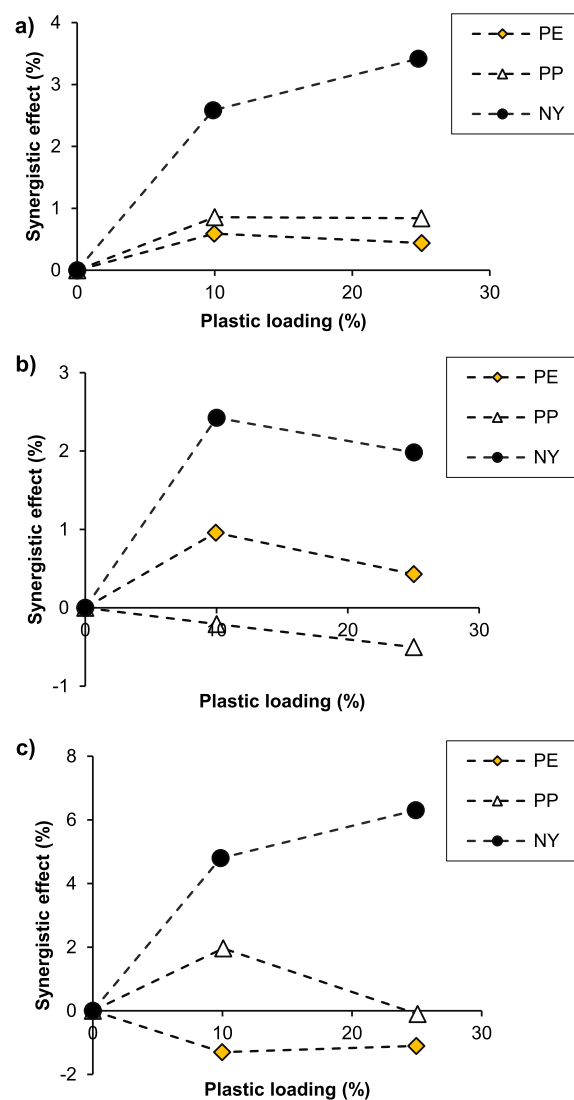 a)
4
3
2
1
0
Synergistic effect (%)
0 10 20 30
Plastic loading (%)
PE
PP
NY
b)
3
2
1
0
-1
Synergistic effect (%)
0 10 20 30
Plastic loading (%)
PE
PP
NY
c)
8
6
4
2
0
-2
Synergistic effect (%)
0 10 20 30
Plastic loading (%)
PE
PP
NY